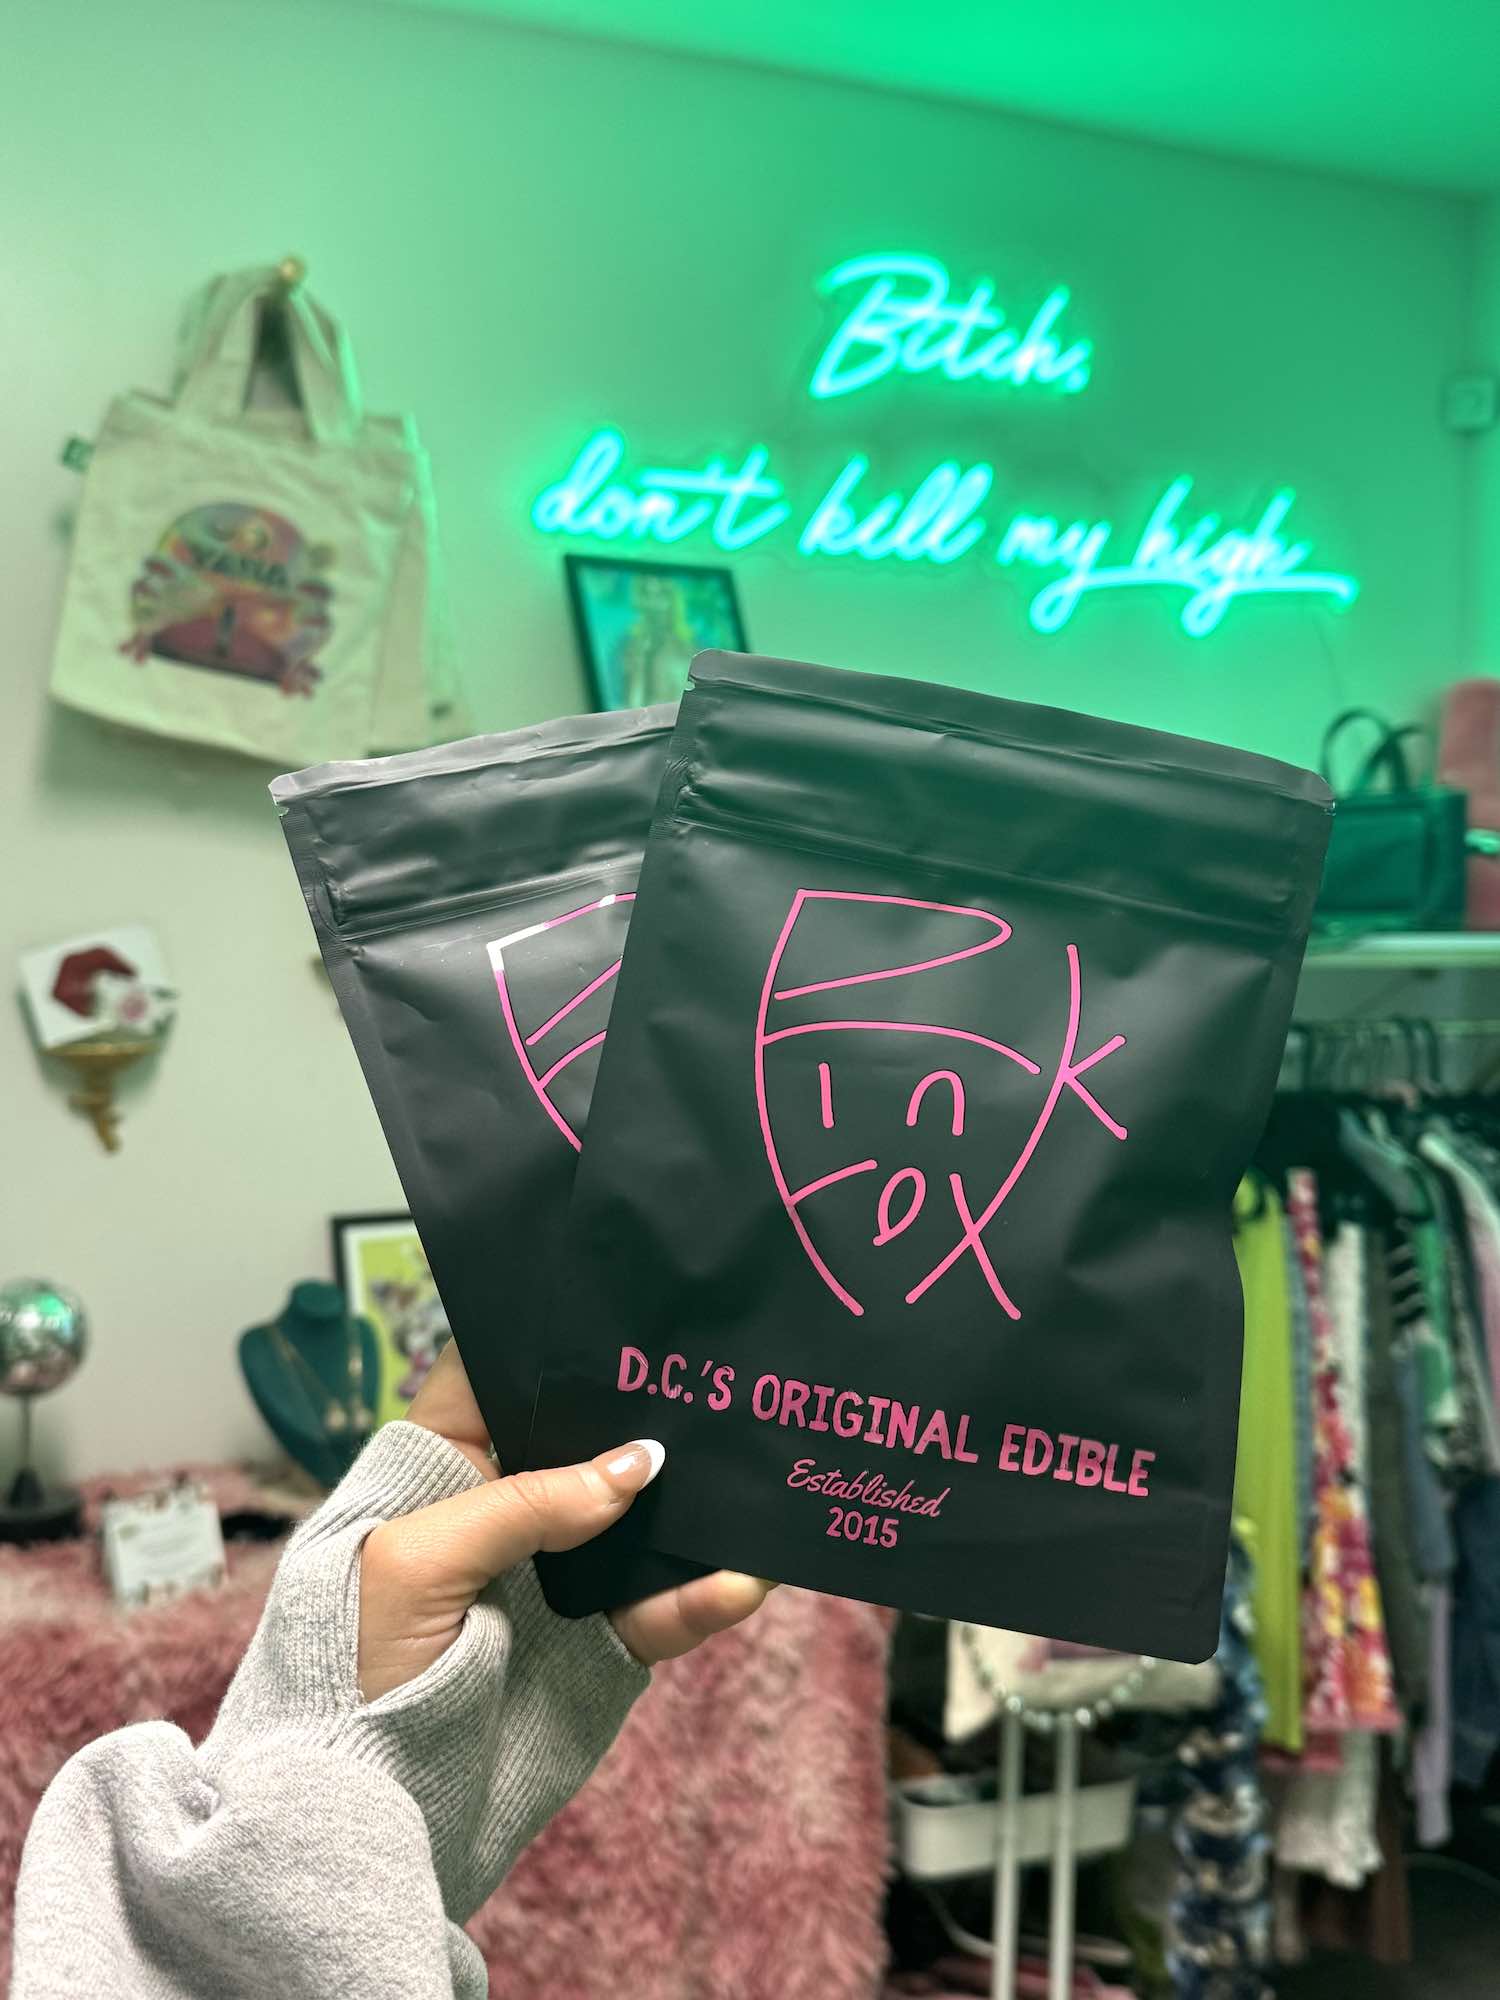 Bitch,
don't kill my high
Pink
Fox
D.C.'S ORIGINAL EDIBLE
Established
2015